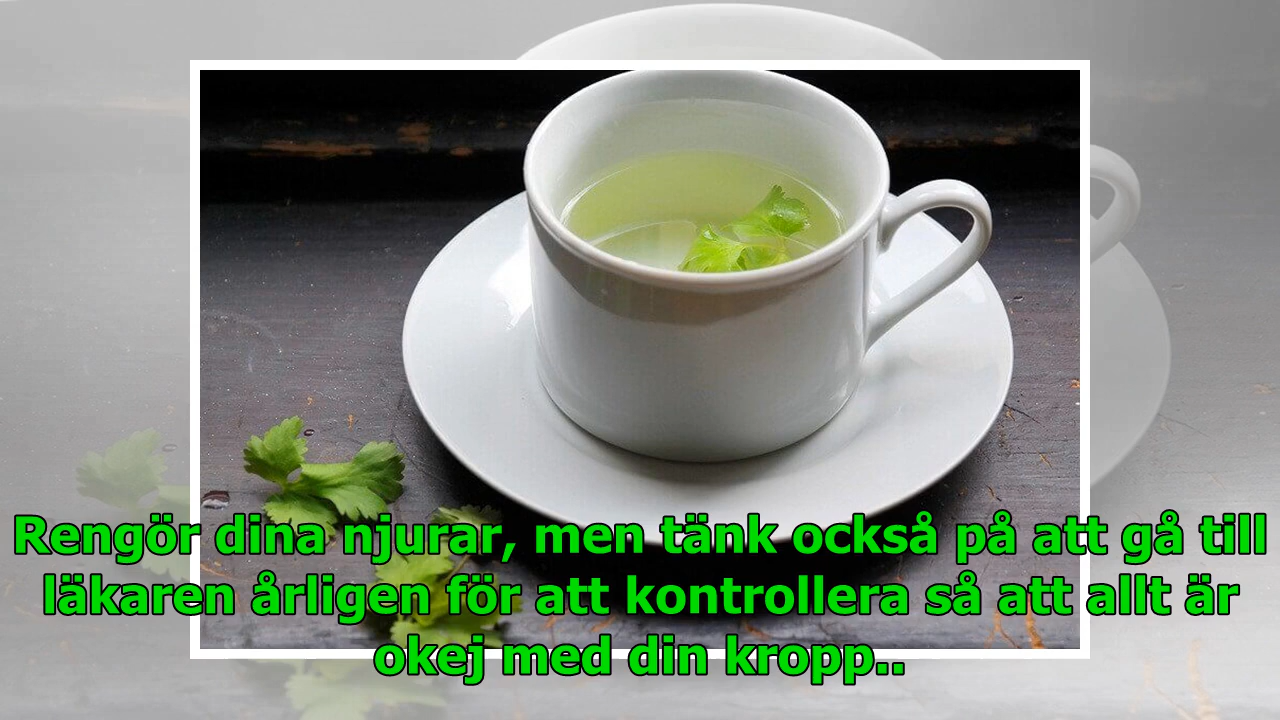 Rengör dina njurar, men tänk också på att gå till
läkaren årligen för att kontrollera så att allt är
okej med din kropp..